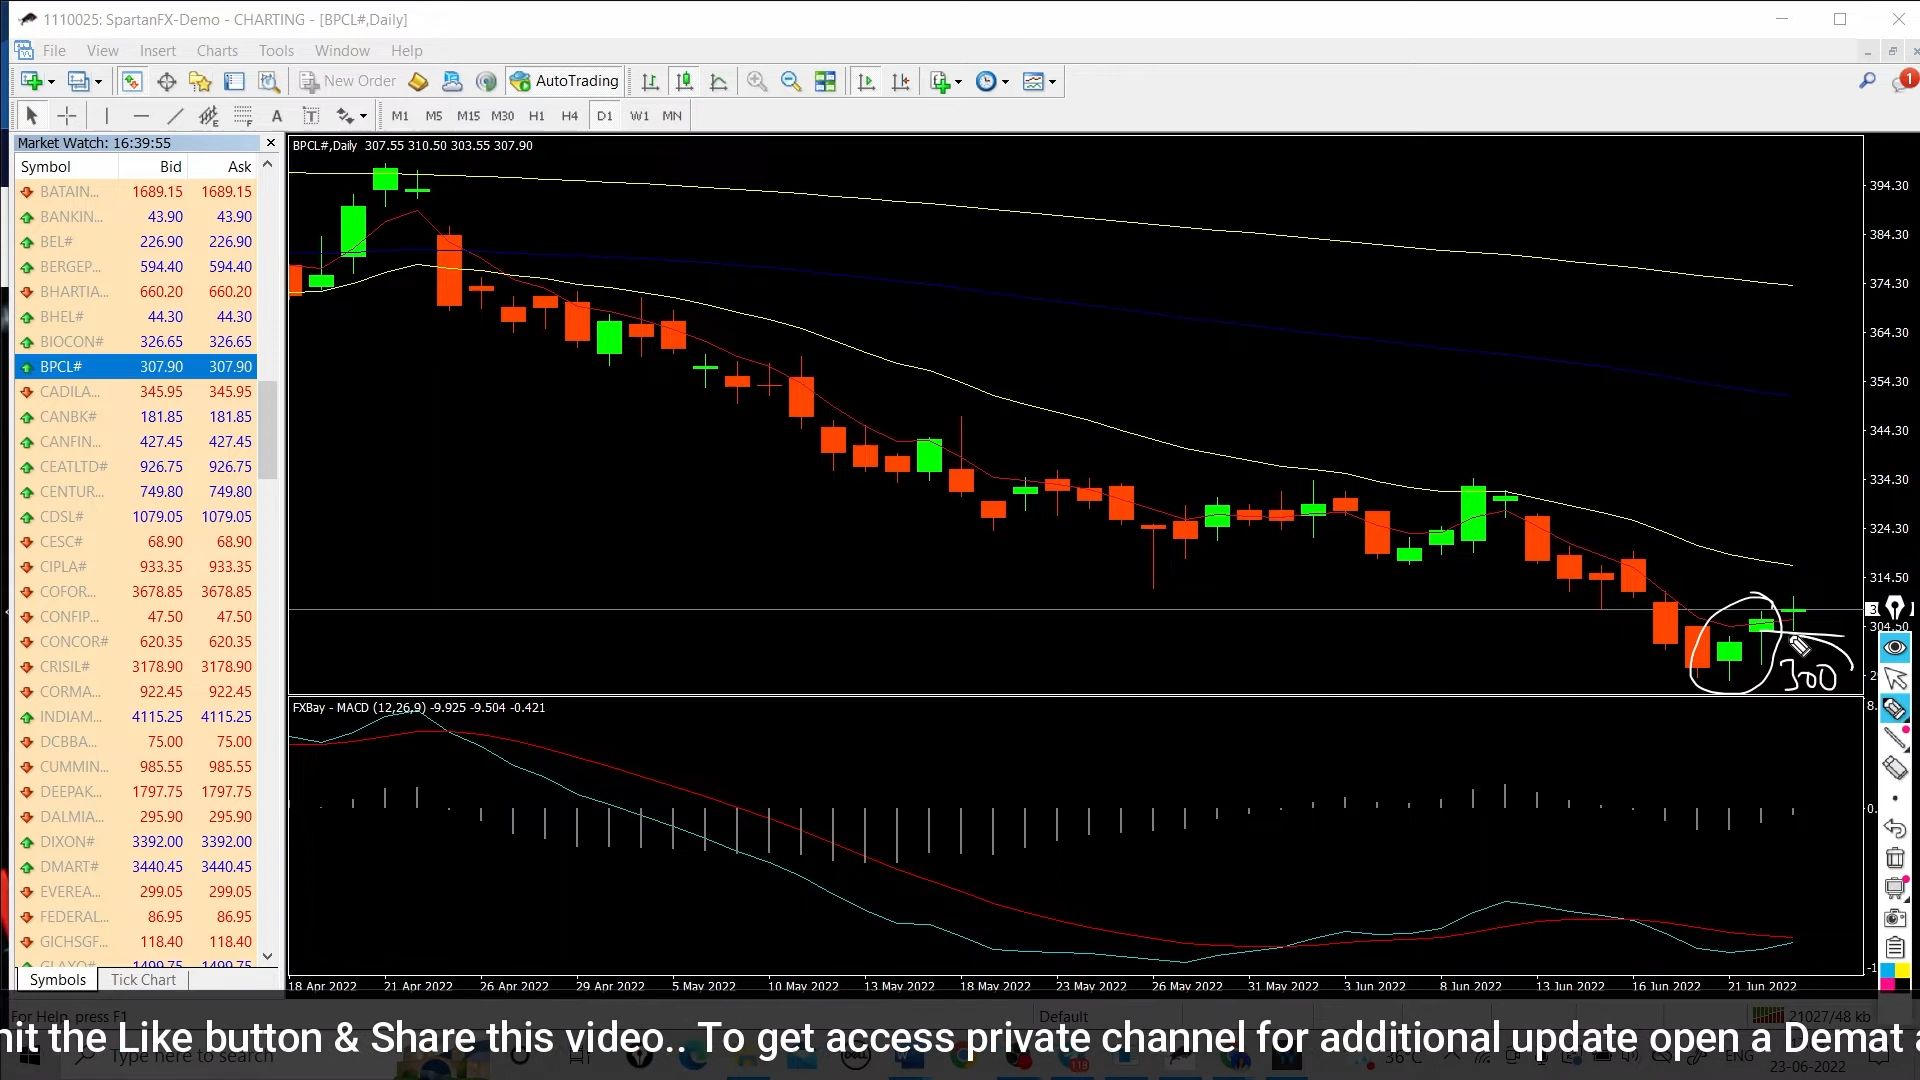 1110025: SpartanFX-Demo - CHARTING - [BPCL#,Daily]
File View Insert Charts Tools Window Help
New Order AutoTrading 1
A T M1 M5 M15 M30 H1 H4 D1 W1 MN
Market Watch: 16:39:55
Symbol Bid Ask
BATAIN... 1689.15 1689.15
BANKIN... 43.90 43.90
BEL# 226.90 226.90
BERGEP... 594.40 594.40
BHARTIA... 660.20 660.20
BHEL# 44.30 44.30
BIOCON# 326.65 326.65
BPCL# 307.90 307.90
CADILA... 345.95 345.95
CANBK# 181.85 181.85
CANFIN... 427.45 427.45
CEATLTD# 926.75 926.75
CENTUR... 749.80 749.80
CDSL# 1079.05 1079.05
CESC# 68.90 68.90
CIPLA# 933.35 933.35
COFOR... 3678.85 3678.85
CONFIP... 47.50 47.50
CONCOR# 620.35 620.35
CRISIL# 3178.90 3178.90
CORMA... 922.45 922.45
INDIAM... 4115.25 4115.25
DCBBA... 75.00 75.00
CUMMIN... 985.55 985.55
DEEPAK... 1797.75 1797.75
DALMIA... 295.90 295.90
DIXON# 3392.00 3392.00
DMART# 3440.45 3440.45
EVEREA... 299.05 299.05
FEDERAL... 86.95 86.95
GICHSGF... 118.40 118.40
GLAXO# 1499.75 1499.75
Symbols Tick Chart
BPCL#,Daily 307.55 310.50 303.55 307.90
394.30
384.30
374.30
364.30
354.30
344.30
334.30
324.30
314.50
304.50
300
FXBay - MACD (12,26,9) -9.925 -9.504 -0.421
8.
0.
-1
18 Apr 2022 21 Apr 2022 26 Apr 2022 29 Apr 2022 5 May 2022 10 May 2022 13 May 2022 18 May 2022 23 May 2022 26 May 2022 31 May 2022 3 Jun 2022 8 Jun 2022 13 Jun 2022 16 Jun 2022 21 Jun 2022
For Help, press F1 Default 21027/48 kb
hit the Like button & Share this video.. To get access private channel for additional update open a Demat a
Type here to search 36°C ENG
23-06-2022